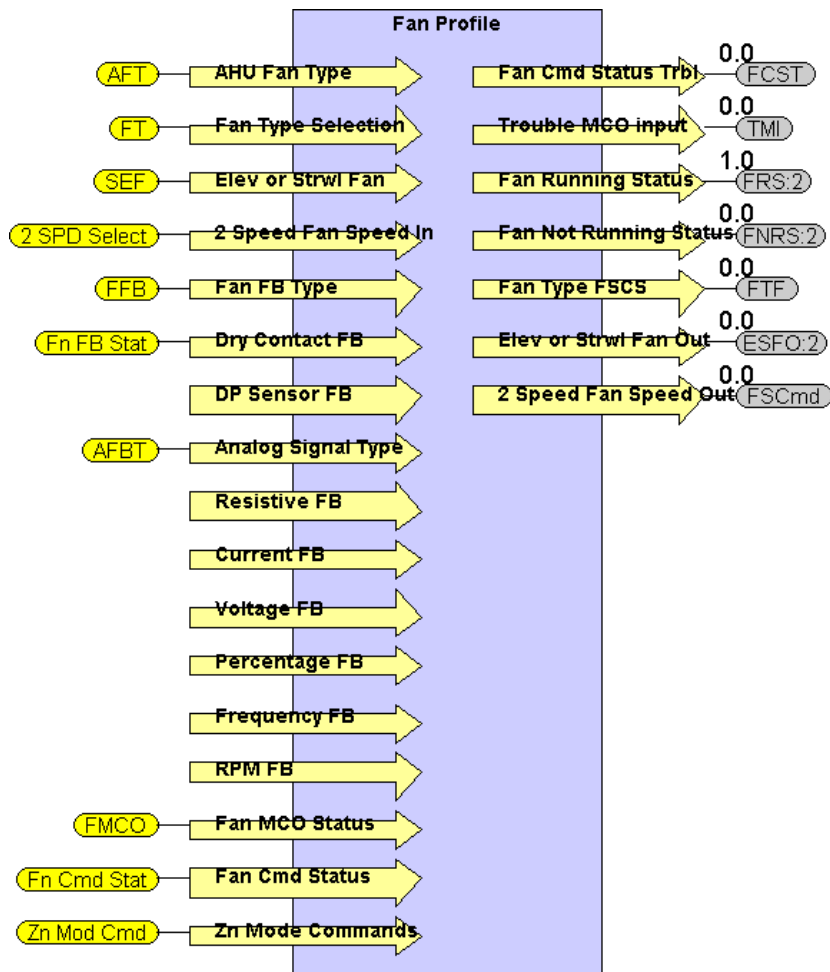 Fan Profile
AFT AHU Fan Type Fan Cmd Status Trbl 0.0 FCST
FT Fan Type Selection Trouble MCO input 0.0 TMI
SEF Elev or Strwl Fan Fan Running Status 1.0 FRS:2
2 SPD Select 2 Speed Fan Speed In Fan Not Running Status 0.0 FNRS:2
FFB Fan FB Type Fan Type FSCS 0.0 FTF
Fn FB Stat Dry Contact FB Elev or Strwl Fan Out 0.0 ESFO:2
DP Sensor FB 2 Speed Fan Speed Out 0.0 FSCmd
AFBT Analog Signal Type
Resistive FB
Current FB
Voltage FB
Percentage FB
Frequency FB
RPM FB
FMCO Fan MCO Status
Fn Cmd Stat Fan Cmd Status
Zn Mod Cmd Zn Mode Commands